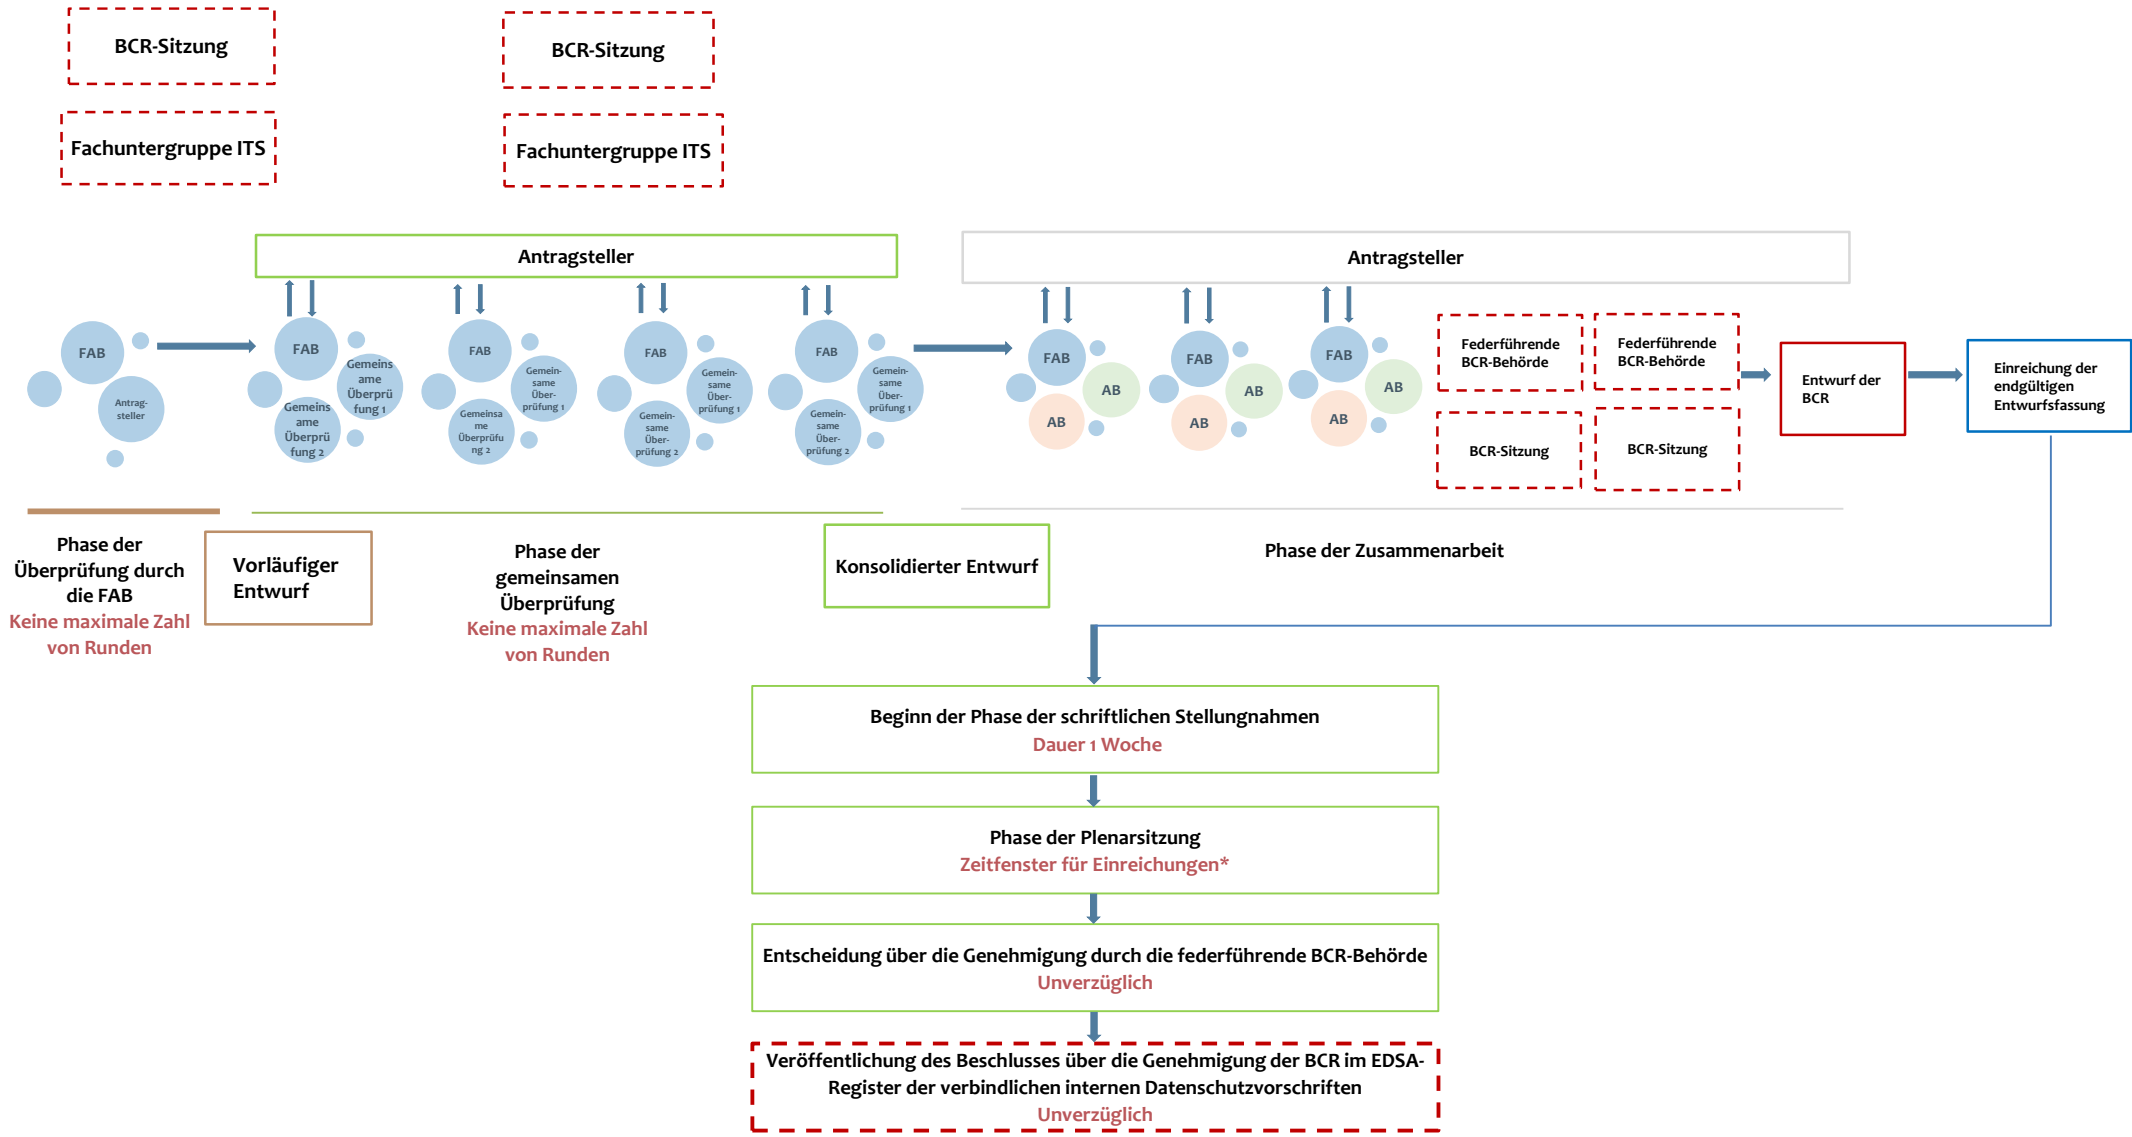 BCR-Sitzung
BCR-Sitzung
Fachuntergruppe ITS
Fachuntergruppe ITS
Antragsteller
Antragsteller
FAB
Antrag-
steller
FAB
Gemeins
ame
Überprü
fung 1
Gemeins
ame
Überprü
fung 2
FAB
Gemein-
same
Über-
prüfung 1
Gemeinsa
me
Überprüfu
ng 2
FAB
Gemein-
same
Über-
prüfung 1
Gemein-
same
Über-
prüfung 2
FAB
Gemein-
same
Über-
prüfung 1
Gemein-
same
Über-
prüfung 2
FAB
AB
AB
FAB
AB
AB
FAB
AB
AB
Federführende
BCR-Behörde
Federführende
BCR-Behörde
BCR-Sitzung
BCR-Sitzung
Entwurf der
BCR
Einreichung der
endgültigen
Entwurfsfassung
Phase der
Überprüfung durch
die FAB
Keine maximale Zahl
von Runden
Vorläufiger
Entwurf
Phase der
gemeinsamen
Überprüfung
Keine maximale Zahl
von Runden
Konsolidierter Entwurf
Phase der Zusammenarbeit
Beginn der Phase der schriftlichen Stellungnahmen
Dauer 1 Woche
Phase der Plenarsitzung
Zeitfenster für Einreichungen*
Entscheidung über die Genehmigung durch die federführende BCR-Behörde
Unverzüglich
Veröffentlichung des Beschlusses über die Genehmigung der BCR im EDSA-
Register der verbindlichen internen Datenschutzvorschriften
Unverzüglich